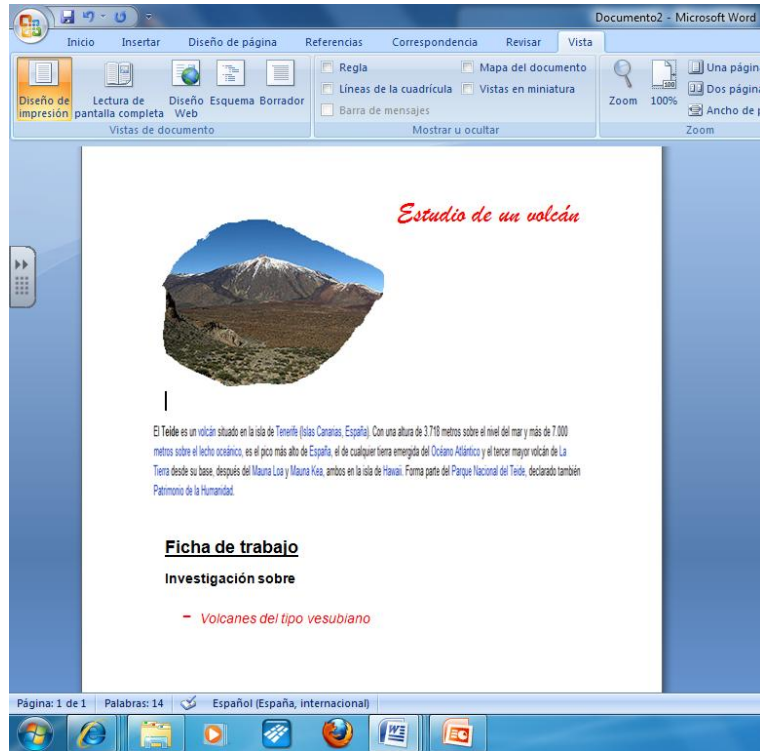 Documento2 - Microsoft Word
Inicio Insertar Diseño de página Referencias Correspondencia Revisar Vista
Diseño de impresión
Lectura de pantalla completa
Diseño Web
Esquema
Borrador
Vistas de documento
Regla
Líneas de la cuadrícula
Barra de mensajes
Mapa del documento
Vistas en miniatura
Mostrar u ocultar
Zoom
100%
Una págin
Dos página
Ancho de p
Zoom
Estudio de un volcán
El Teide es un volcán situado en la isla de Tenerife (Islas Canarias, España). Con una altura de 3.718 metros sobre el nivel del mar y más de 7.000
metros sobre el lecho oceánico, es el pico más alto de España, el de cualquier tierra emergida del Océano Atlántico y el tercer mayor volcán de La
Tierra desde su base, después del Mauna Loa y Mauna Kea, ambos en la isla de Hawaii. Forma parte del Parque Nacional del Teide, declarado también
Patrimonio de la Humanidad.
Ficha de trabajo
Investigación sobre
- Volcanes del tipo vesubiano
Página: 1 de 1 Palabras: 14 Español (España, internacional)